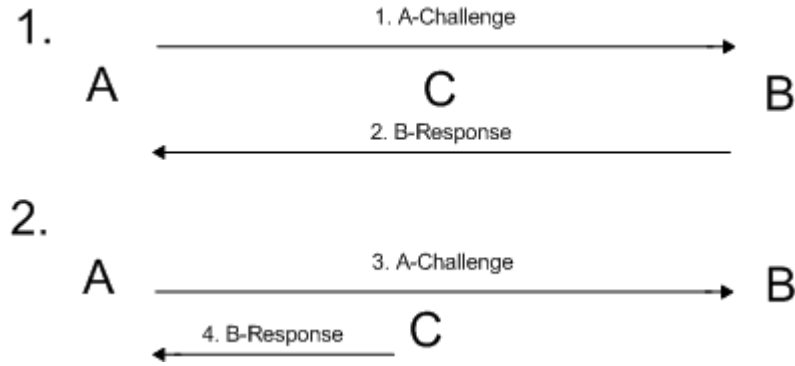 1.
1. A-Challenge
A
C
B
2. B-Response
2.
A
3. A-Challenge
B
4. B-Response
C